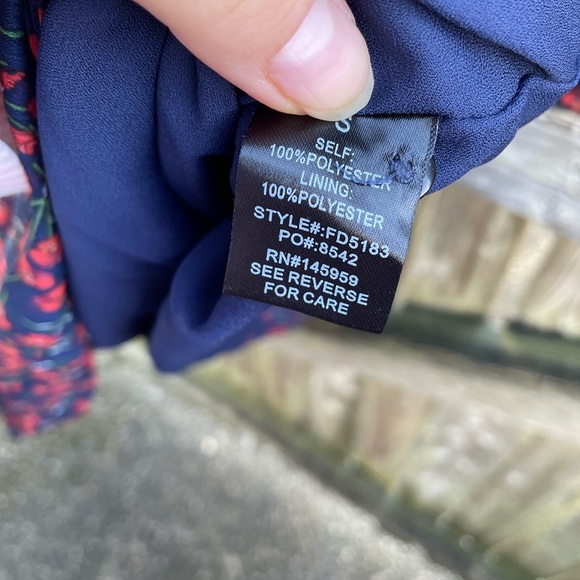 S
SELF:
100%POLYESTER
LINING:
100%POLYESTER
STYLE#:FD5183
PO#:8542
RN#145959
SEE REVERSE
FOR CARE